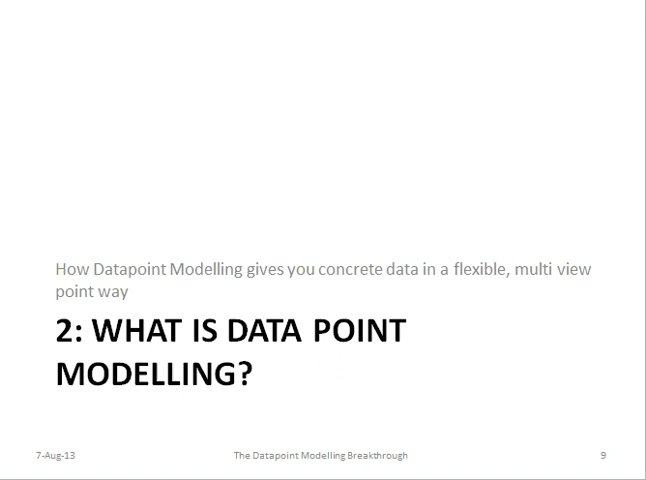 How Datapoint Modelling gives you concrete data in a flexible, multi view
point way
2: WHAT IS DATA POINT
MODELLING?
7-Aug-13
The Datapoint Modelling Breakthrough
9